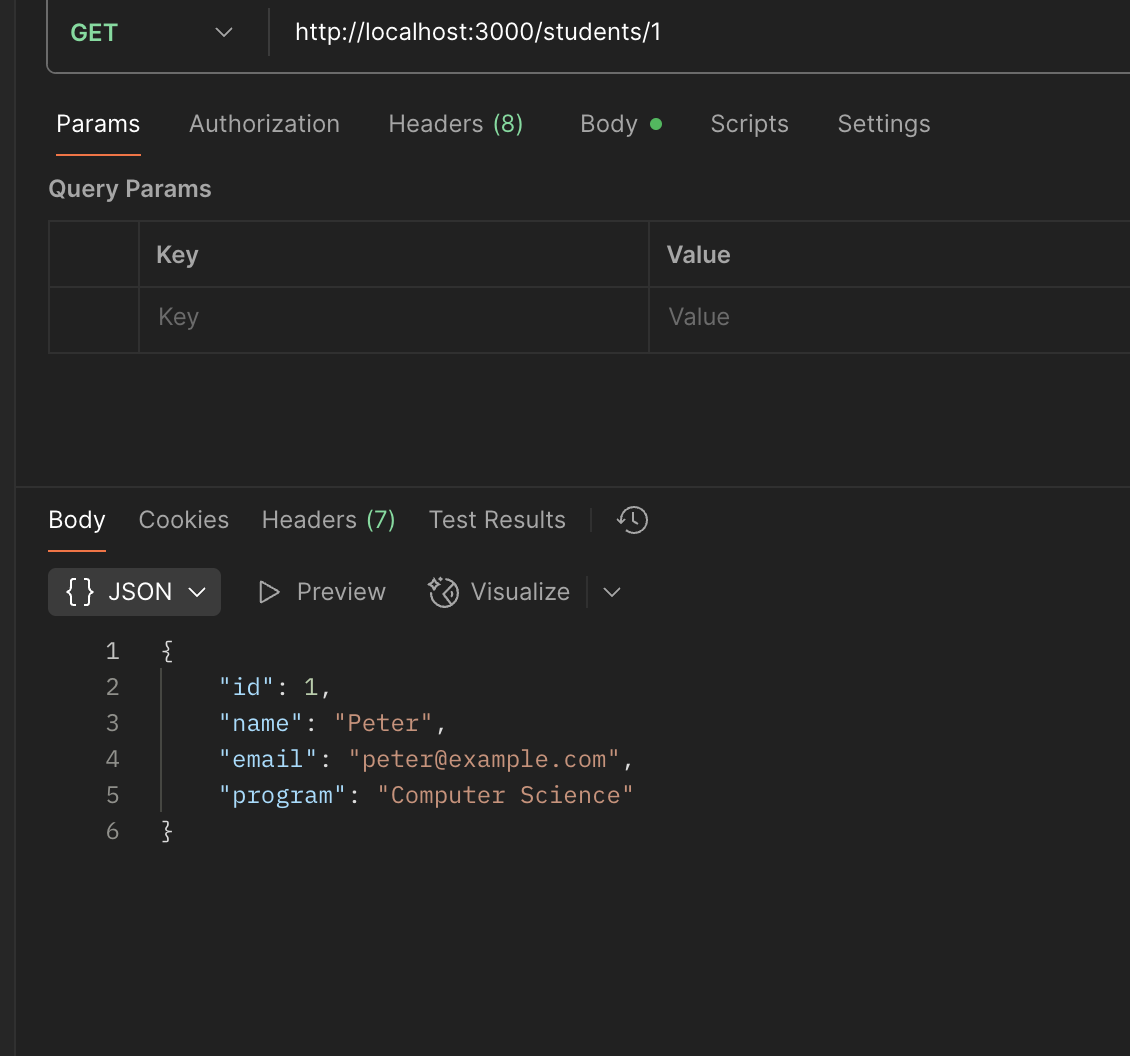 GET http://localhost:3000/students/1
Params Authorization Headers (8) Body Scripts Settings
Query Params
Key Value
Key Value
Body Cookies Headers (7) Test Results
{} JSON Preview Visualize
1 {
2 "id": 1,
3 "name": "Peter",
4 "email": "peter@example.com",
5 "program": "Computer Science"
6 }